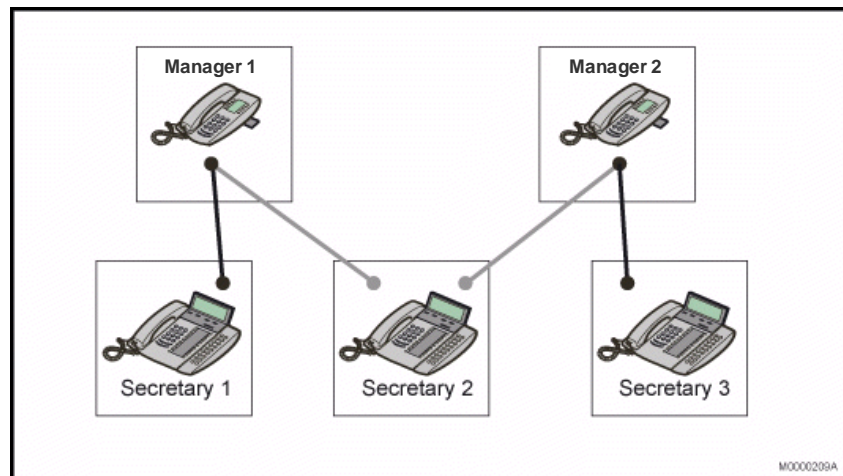 Manager 1
Manager 2
Secretary 1
Secretary 2
Secretary 3
M0000209A